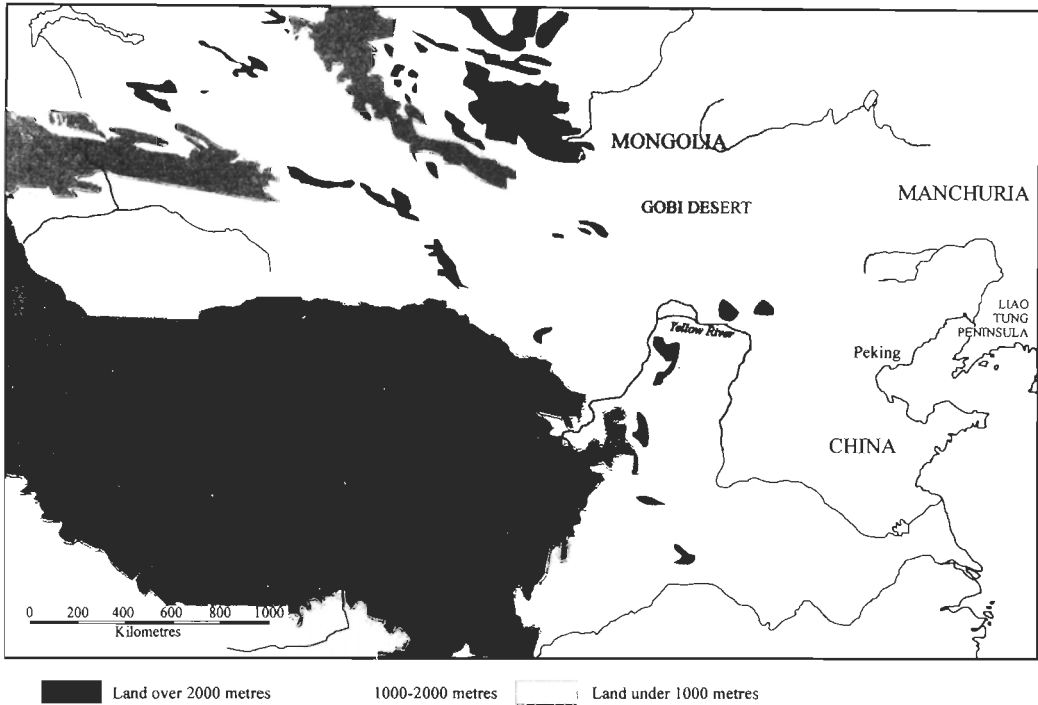 MONGOLIA
MANCHURIA
GOBI DESERT
LIAO
TUNG
PENINSULA
Yellow River
Peking
CHINA
0 200 400 600 800 1000
Kilometres
Land over 2000 metres 1000-2000 metres Land under 1000 metres